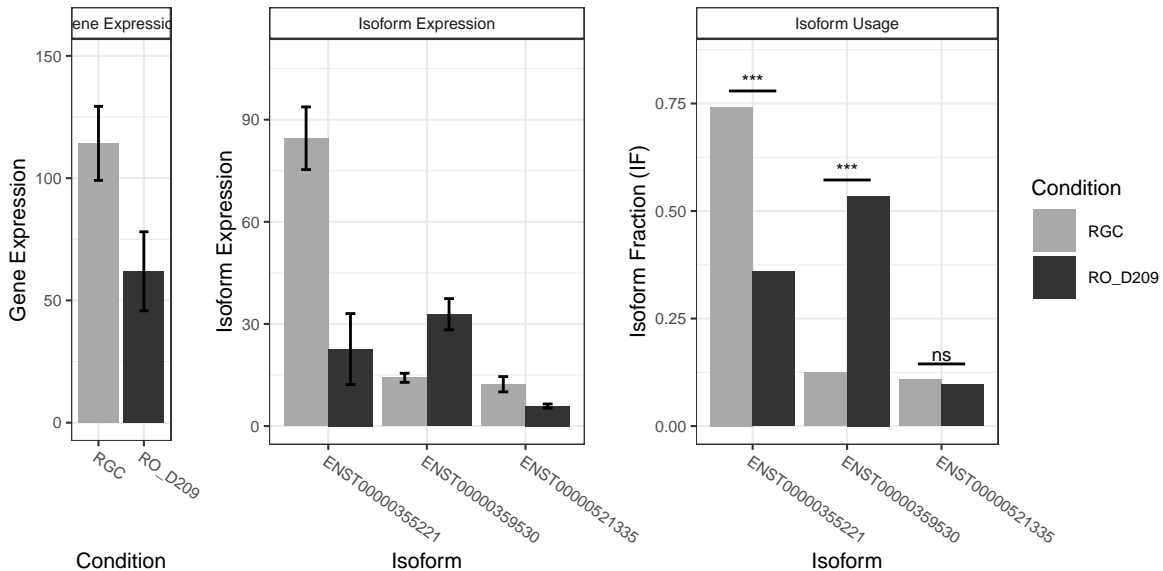 ene Expressio
Isoform Expression
Isoform Usage
Gene Expression
150
100
50
0
RGC
RO_D209
Condition
Isoform Expression
90
60
30
0
ENST00000355221
ENST00000359530
ENST00000521335
Isoform
Isoform Fraction (IF)
0.75
0.50
0.25
0.00
***
***
ns
ENST00000355221
ENST00000359530
ENST00000521335
Isoform
Condition
RGC
RO_D209